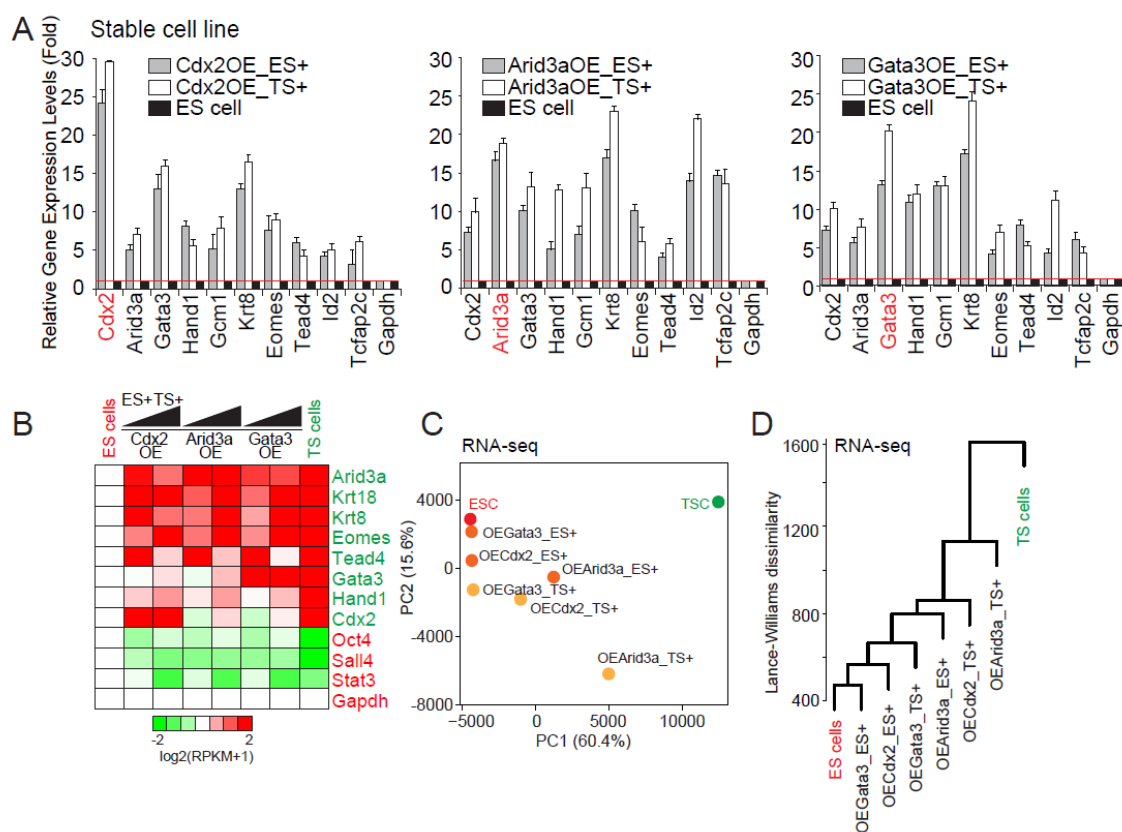 A Stable cell line
Relative Gene Expression Levels (Fold)
30
25
20
15
10
5
0
Cdx2OE_ES+
Cdx2OE_TS+
ES cell
Cdx2
Arid3a
Gata3
Hand1
Gcm1
Krt8
Eomes
Tead4
Id2
Tcfap2c
Gapdh
30
25
20
15
10
5
0
Arid3aOE_ES+
Arid3aOE_TS+
ES cell
Cdx2
Arid3a
Gata3
Hand1
Gcm1
Krt8
Eomes
Tead4
Id2
Tcfap2c
Gapdh
30
25
20
15
10
5
0
Gata3OE_ES+
Gata3OE_TS+
ES cell
Cdx2
Arid3a
Gata3
Hand1
Gcm1
Krt8
Eomes
Tead4
Id2
Tcfap2c
Gapdh
B
ES cells
ES+TS+
Cdx2 OE
Arid3a OE
Gata3 OE
TS cells
Arid3a
Krt18
Krt8
Eomes
Tead4
Gata3
Hand1
Cdx2
Oct4
Sall4
Stat3
Gapdh
-2 2
log2(RPKM+1)
C
RNA-seq
PC2 (15.6%)
4000
0
-4000
-8000
ESC
TSC
OEGata3_ES+
OECdx2_ES+
OEArid3a_ES+
OEGata3_TS+
OECdx2_TS+
OEArid3a_TS+
−5000 0 5000 10000
PC1 (60.4%)
D
RNA-seq
Lance-Williams dissimilarity
1600
1200
800
400
ES cells
OEGata3_ES+
OECdx2_ES+
OEGata3_TS+
OEArid3a_ES+
OECdx2_TS+
OEArid3a_TS+
TS cells